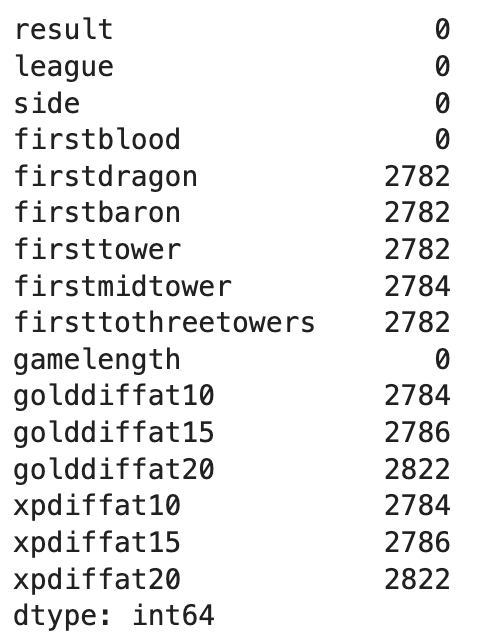 result 0
league 0
side 0
firstblood 0
firstdragon 2782
firstbaron 2782
firsttower 2782
firstmidtower 2784
firsttothreetowers 2782
gamelength 0
golddiffat10 2784
golddiffat15 2786
golddiffat20 2822
xpdiffat10 2784
xpdiffat15 2786
xpdiffat20 2822
dtype: int64